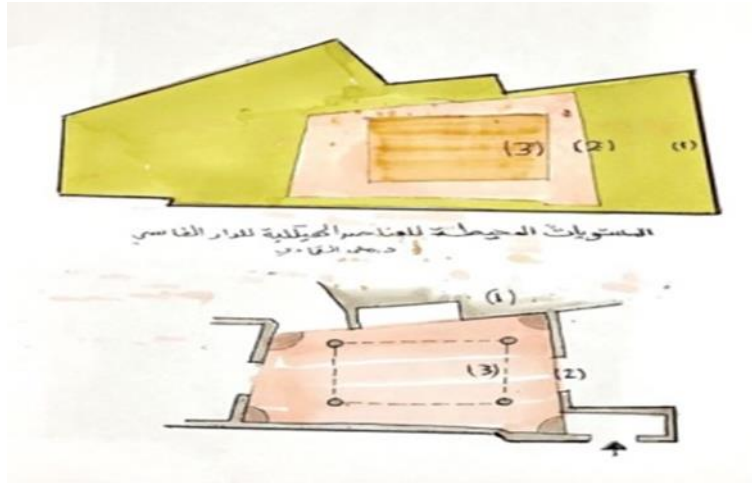 (3) (2) (1)
المستويات المحيطة للعناصر الهيكلية للدار الفاسي
(1)
(3) (2)